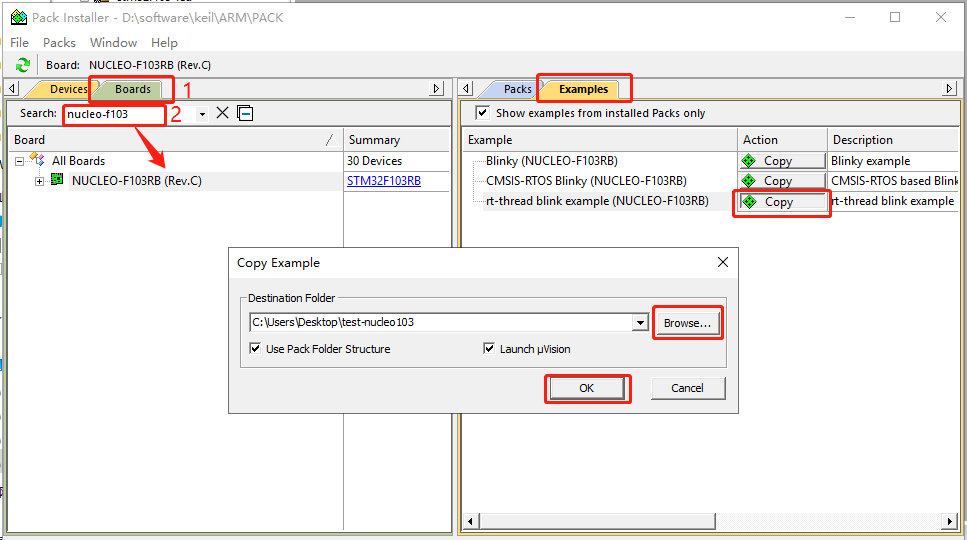 Pack Installer - D:\software\keil\ARM\PACK
File Packs Window Help
Board: NUCLEO-F103RB (Rev.C)
Devices Boards 1
Search: nucleo-f103 2
Board Summary
All Boards 30 Devices
NUCLEO-F103RB (Rev.C) STM32F103RB
Packs Examples
Show examples from installed Packs only
Example Action Description
Blinky (NUCLEO-F103RB) Copy Blinky example
CMSIS-RTOS Blinky (NUCLEO-F103RB) Copy CMSIS-RTOS based Blink
rt-thread blink example (NUCLEO-F103RB) Copy rt-thread blink example
Copy Example
Destination Folder
C:\Users\Desktop\test-nucleo103 Browse...
Use Pack Folder Structure Launch µVision
OK Cancel